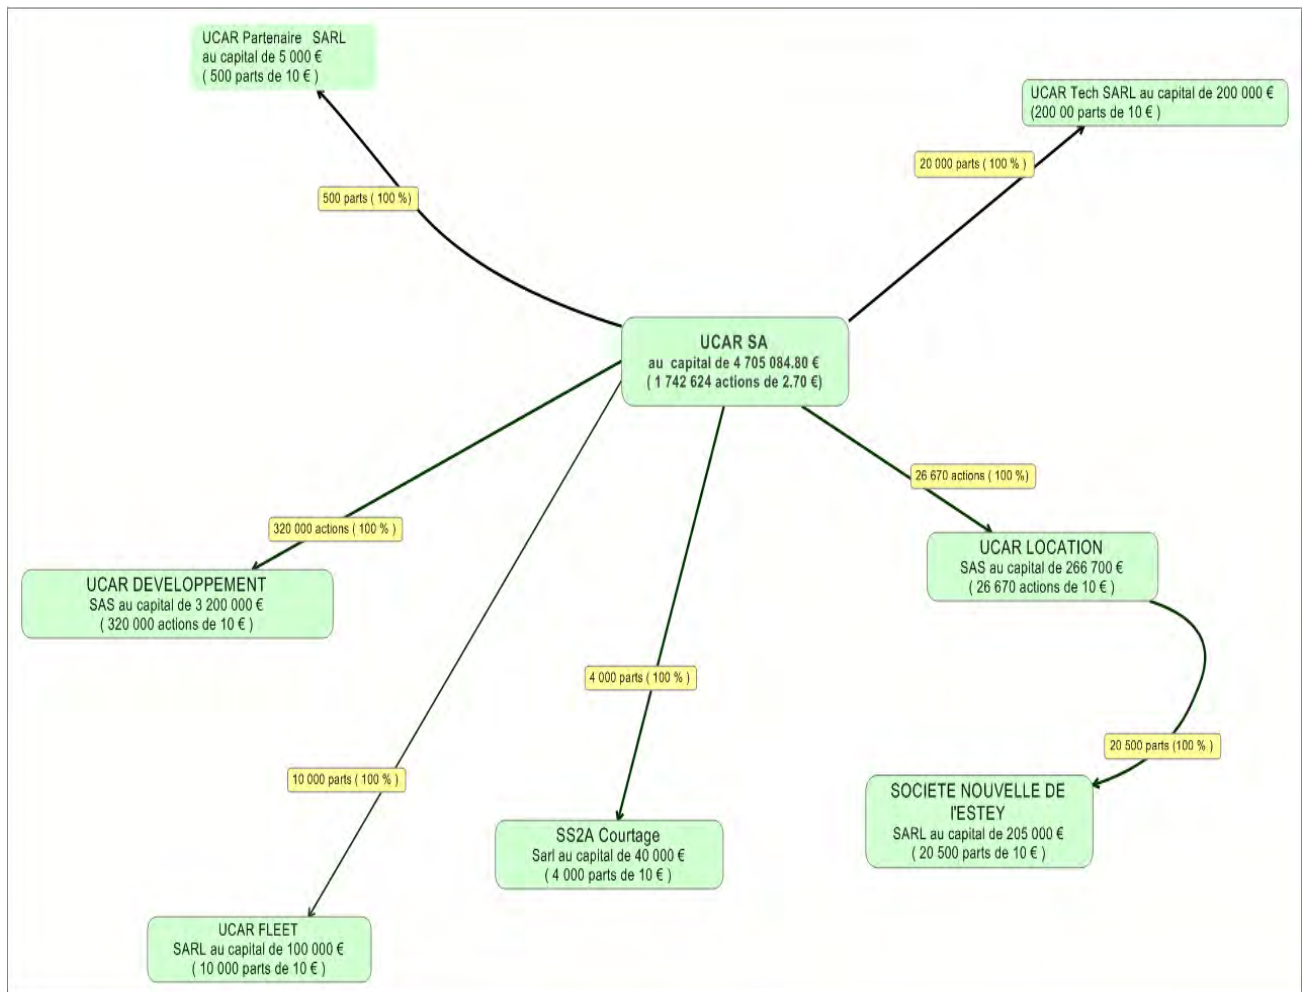 UCAR Partenaire SARL
au capital de 5 000 €
( 500 parts de 10 € )
UCAR Tech SARL au capital de 200 000 €
(200 00 parts de 10 € )
20 000 parts ( 100 % )
500 parts ( 100 %)
UCAR SA
au capital de 4 705 084.80 €
( 1 742 624 actions de 2.70 €)
26 670 actions ( 100 %)
320 000 actions ( 100 % )
UCAR LOCATION
SAS au capital de 266 700 €
( 26 670 actions de 10 € )
UCAR DEVELOPPEMENT
SAS au capital de 3 200 000 €
( 320 000 actions de 10 € )
4 000 parts ( 100 % )
20 500 parts (100 % )
10 000 parts ( 100 % )
SOCIETE NOUVELLE DE
l'ESTEY
SARL au capital de 205 000 €
( 20 500 parts de 10 € )
SS2A Courtage
Sarl au capital de 40 000 €
( 4 000 parts de 10 € )
UCAR FLEET
SARL au capital de 100 000 €
( 10 000 parts de 10 € )